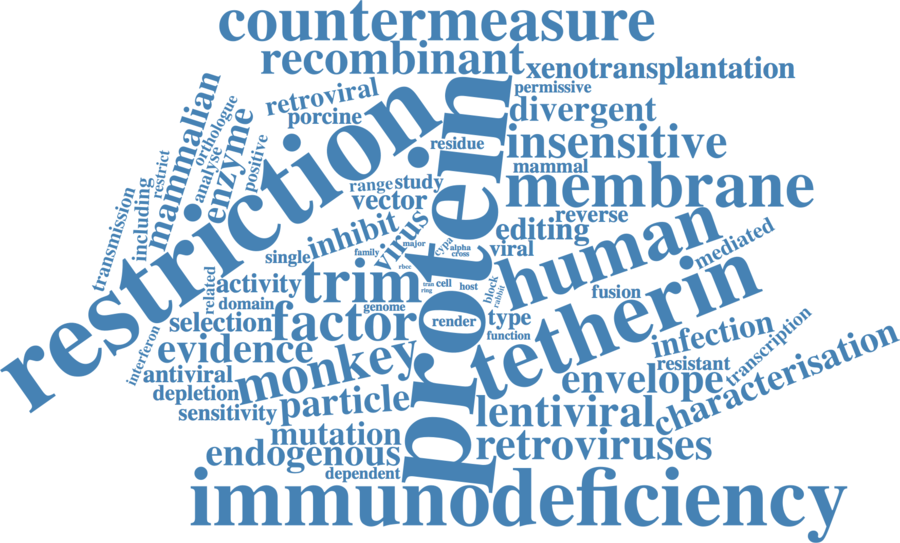 countermeasure
recombinant
xenotransplantation
permissive
retroviral
porcine
divergent
restriction
protein
residue
insensitive
mammalian
orthologue
analyse
enzyme
positive
restrict
including
transmission
mammal
membrane
range
study
vector
reverse
editing
virus
major
cypa
alpha
cross
viral
human
mediated
single
inhibit
family
rbcc
trim
tran
cell
ring
host
block
rabbit
tetherin
fusion
related
activity
domain
genome
selection
factor
render
type
function
infection
transcription
interferon
evidence
monkey
resistant
antiviral
envelope
characterisation
depletion
sensitivity
particle
lentiviral
mutation
retroviruses
endogenous
dependent
immunodeficiency